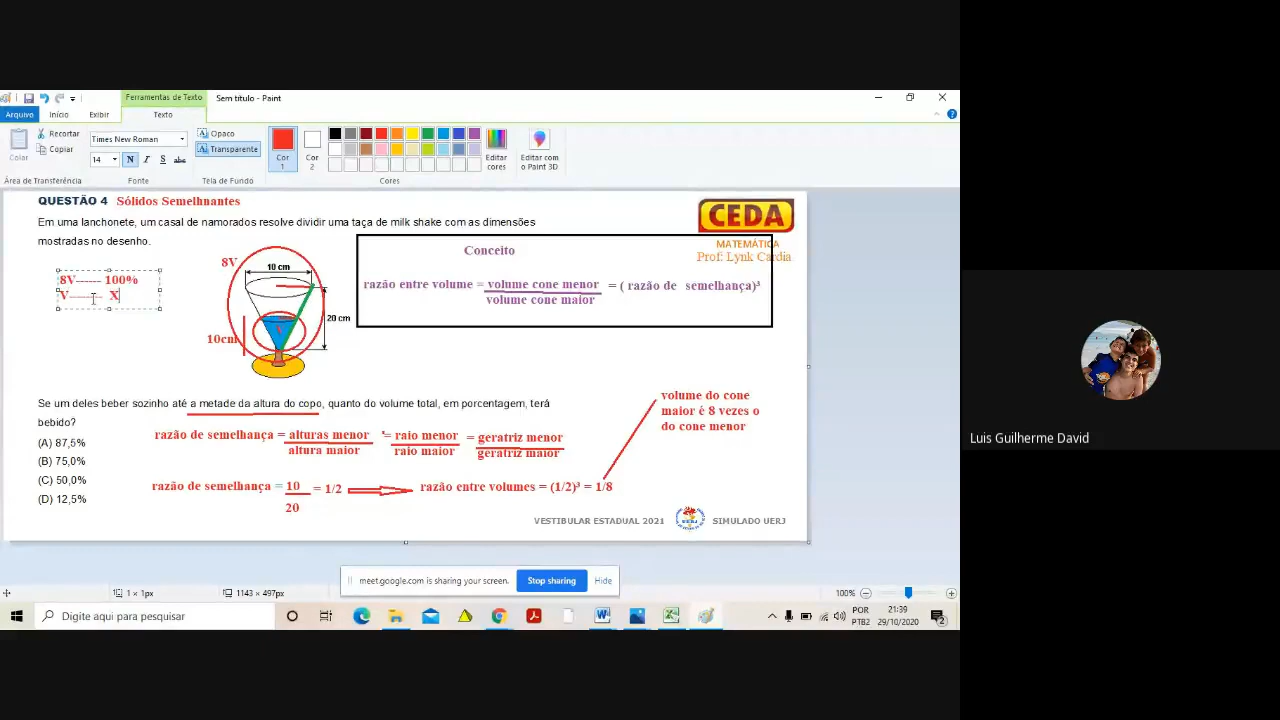 Ferramentas de Texto
Sem título - Paint
Arquivo Início Exibir Texto
Colar
Recortar
Copiar
Área de Transferência
Times New Roman
14
N I S abc
Fonte
Opaco
Transparente
Tela de Fundo
Cor 1
Cor 2
Editar cores
Editar com o Paint 3D
Cores
QUESTÃO 4 Sólidos Semelhnantes
Em uma lanchonete, um casal de namorados resolve dividir uma taça de milk shake com as dimensões
mostradas no desenho.
CEDA
MATEMÁTICA
Prof: Lynk Cardia
8V------ 100%
V------- X
8V
10 cm
20 cm
10cm
Conceito
razão entre volume = volume cone menor = ( razão de semelhança)³
volume cone maior
Se um deles beber sozinho até a metade da altura do copo, quanto do volume total, em porcentagem, terá
bebido?
(A) 87,5%
(B) 75,0%
(C) 50,0%
(D) 12,5%
razão de semelhança = alturas menor = raio menor = geratriz menor
altura maior raio maior geratriz maior
razão de semelhança = 10 = 1/2
20
razão entre volumes = (1/2)³ = 1/8
volume do cone
maior é 8 vezes o
do cone menor
VESTIBULAR ESTADUAL 2021 UERJ SIMULADO UERJ
meet.google.com is sharing your screen. Stop sharing Hide
1 × 1px
1143 × 497px
100%
Digite aqui para pesquisar
POR
PTB2
21:39
29/10/2020
2
Luis Guilherme David